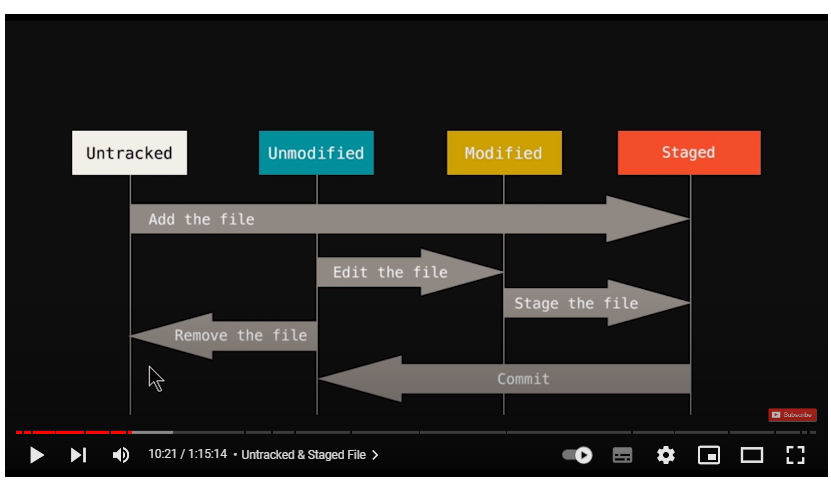 Untracked
Unmodified
Modified
Staged
Add the file
Edit the file
Stage the file
Remove the file
Commit
Subscribe
10:21 / 1:15:14 • Untracked & Staged File >